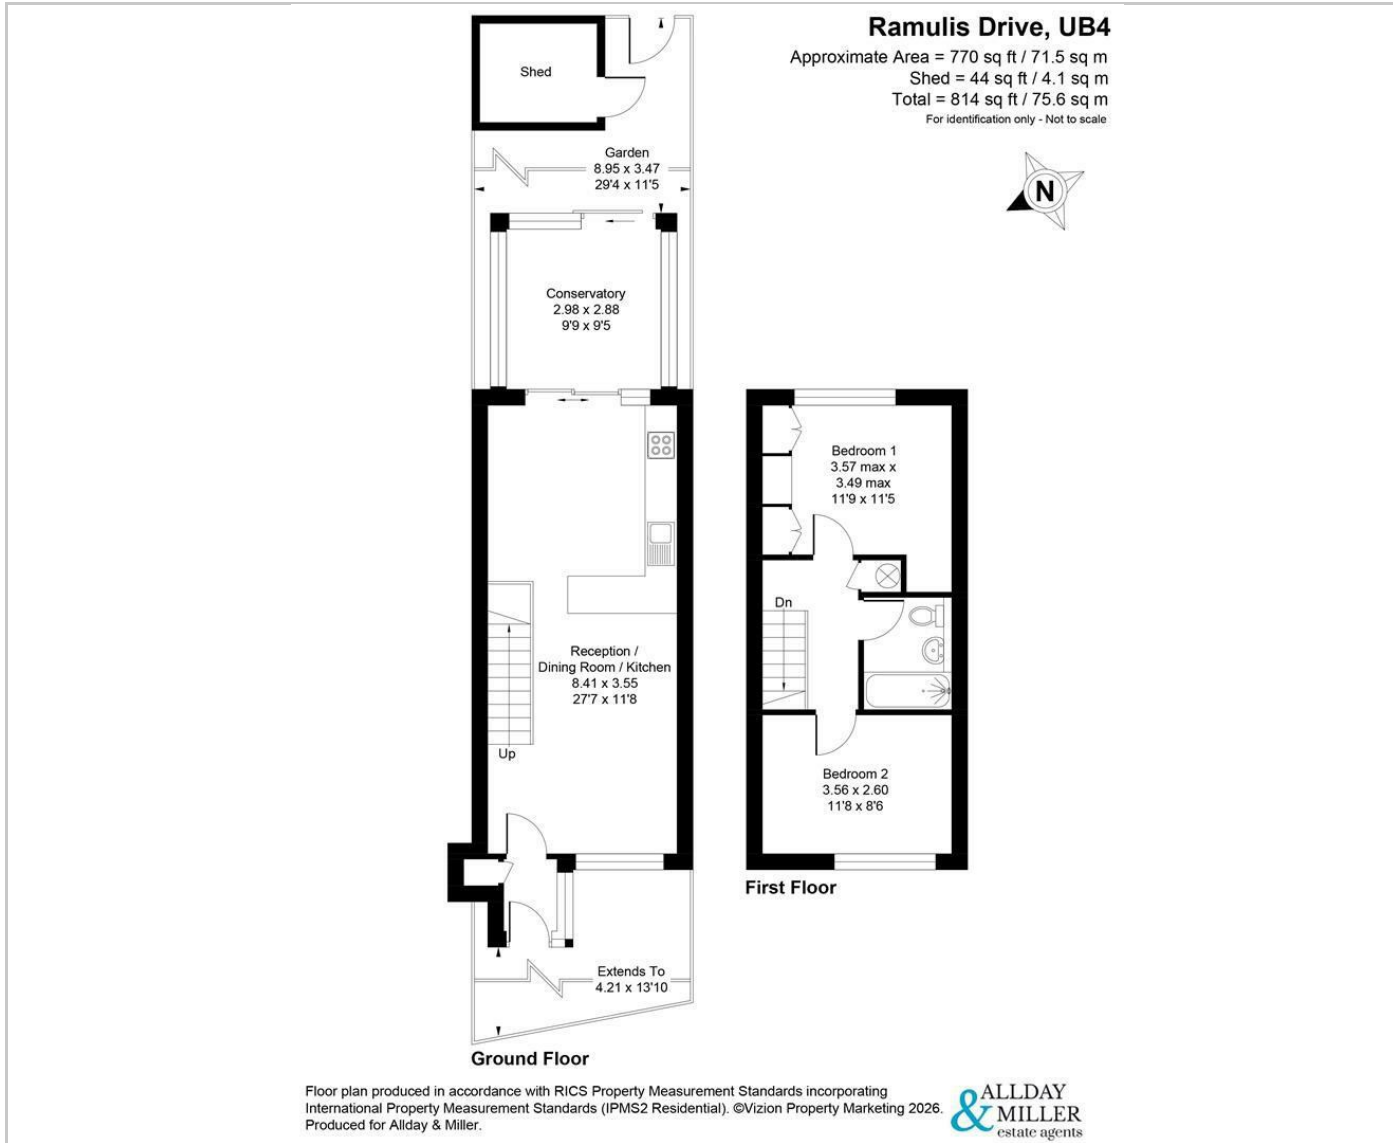 Ramulis Drive, UB4
Approximate Area = 770 sq ft / 71.5 sq m
Shed = 44 sq ft / 4.1 sq m
Total = 814 sq ft / 75.6 sq m
For identification only - Not to scale
N
Shed
Garden
8.95 x 3.47
29'4 x 11'5
Conservatory
2.98 x 2.88
9'9 x 9'5
Reception /
Dining Room / Kitchen
8.41 x 3.55
27'7 x 11'8
Up
Extends To
4.21 x 13'10
Ground Floor
Bedroom 1
3.57 max x
3.49 max
11'9 x 11'5
Dn
Bedroom 2
3.56 x 2.60
11'8 x 8'6
First Floor
Floor plan produced in accordance with RICS Property Measurement Standards incorporating
International Property Measurement Standards (IPMS2 Residential). ©Vizion Property Marketing 2026.
Produced for Allday & Miller.
ALLDAY
& MILLER
estate agents